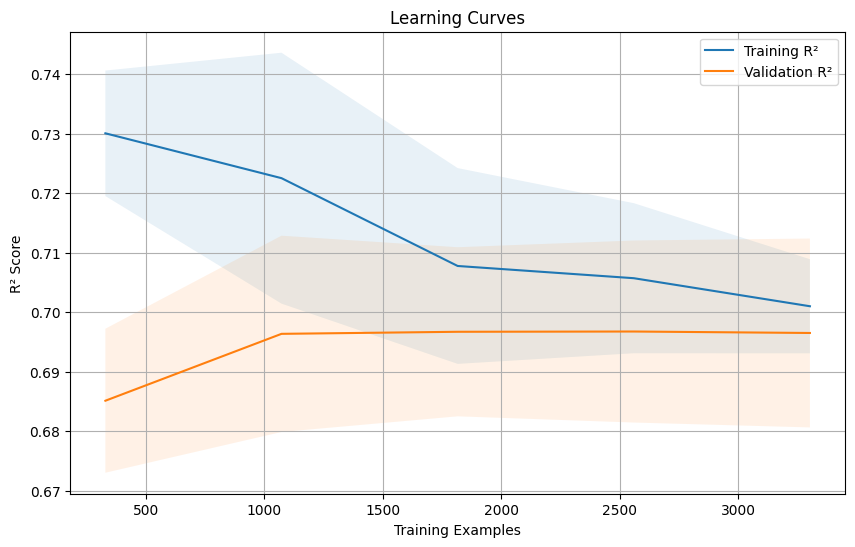 Learning Curves
Training R²
Validation R²
0.74
0.73
0.72
0.71
0.70
0.69
0.68
0.67
R² Score
500
1000
1500
2000
2500
3000
Training Examples